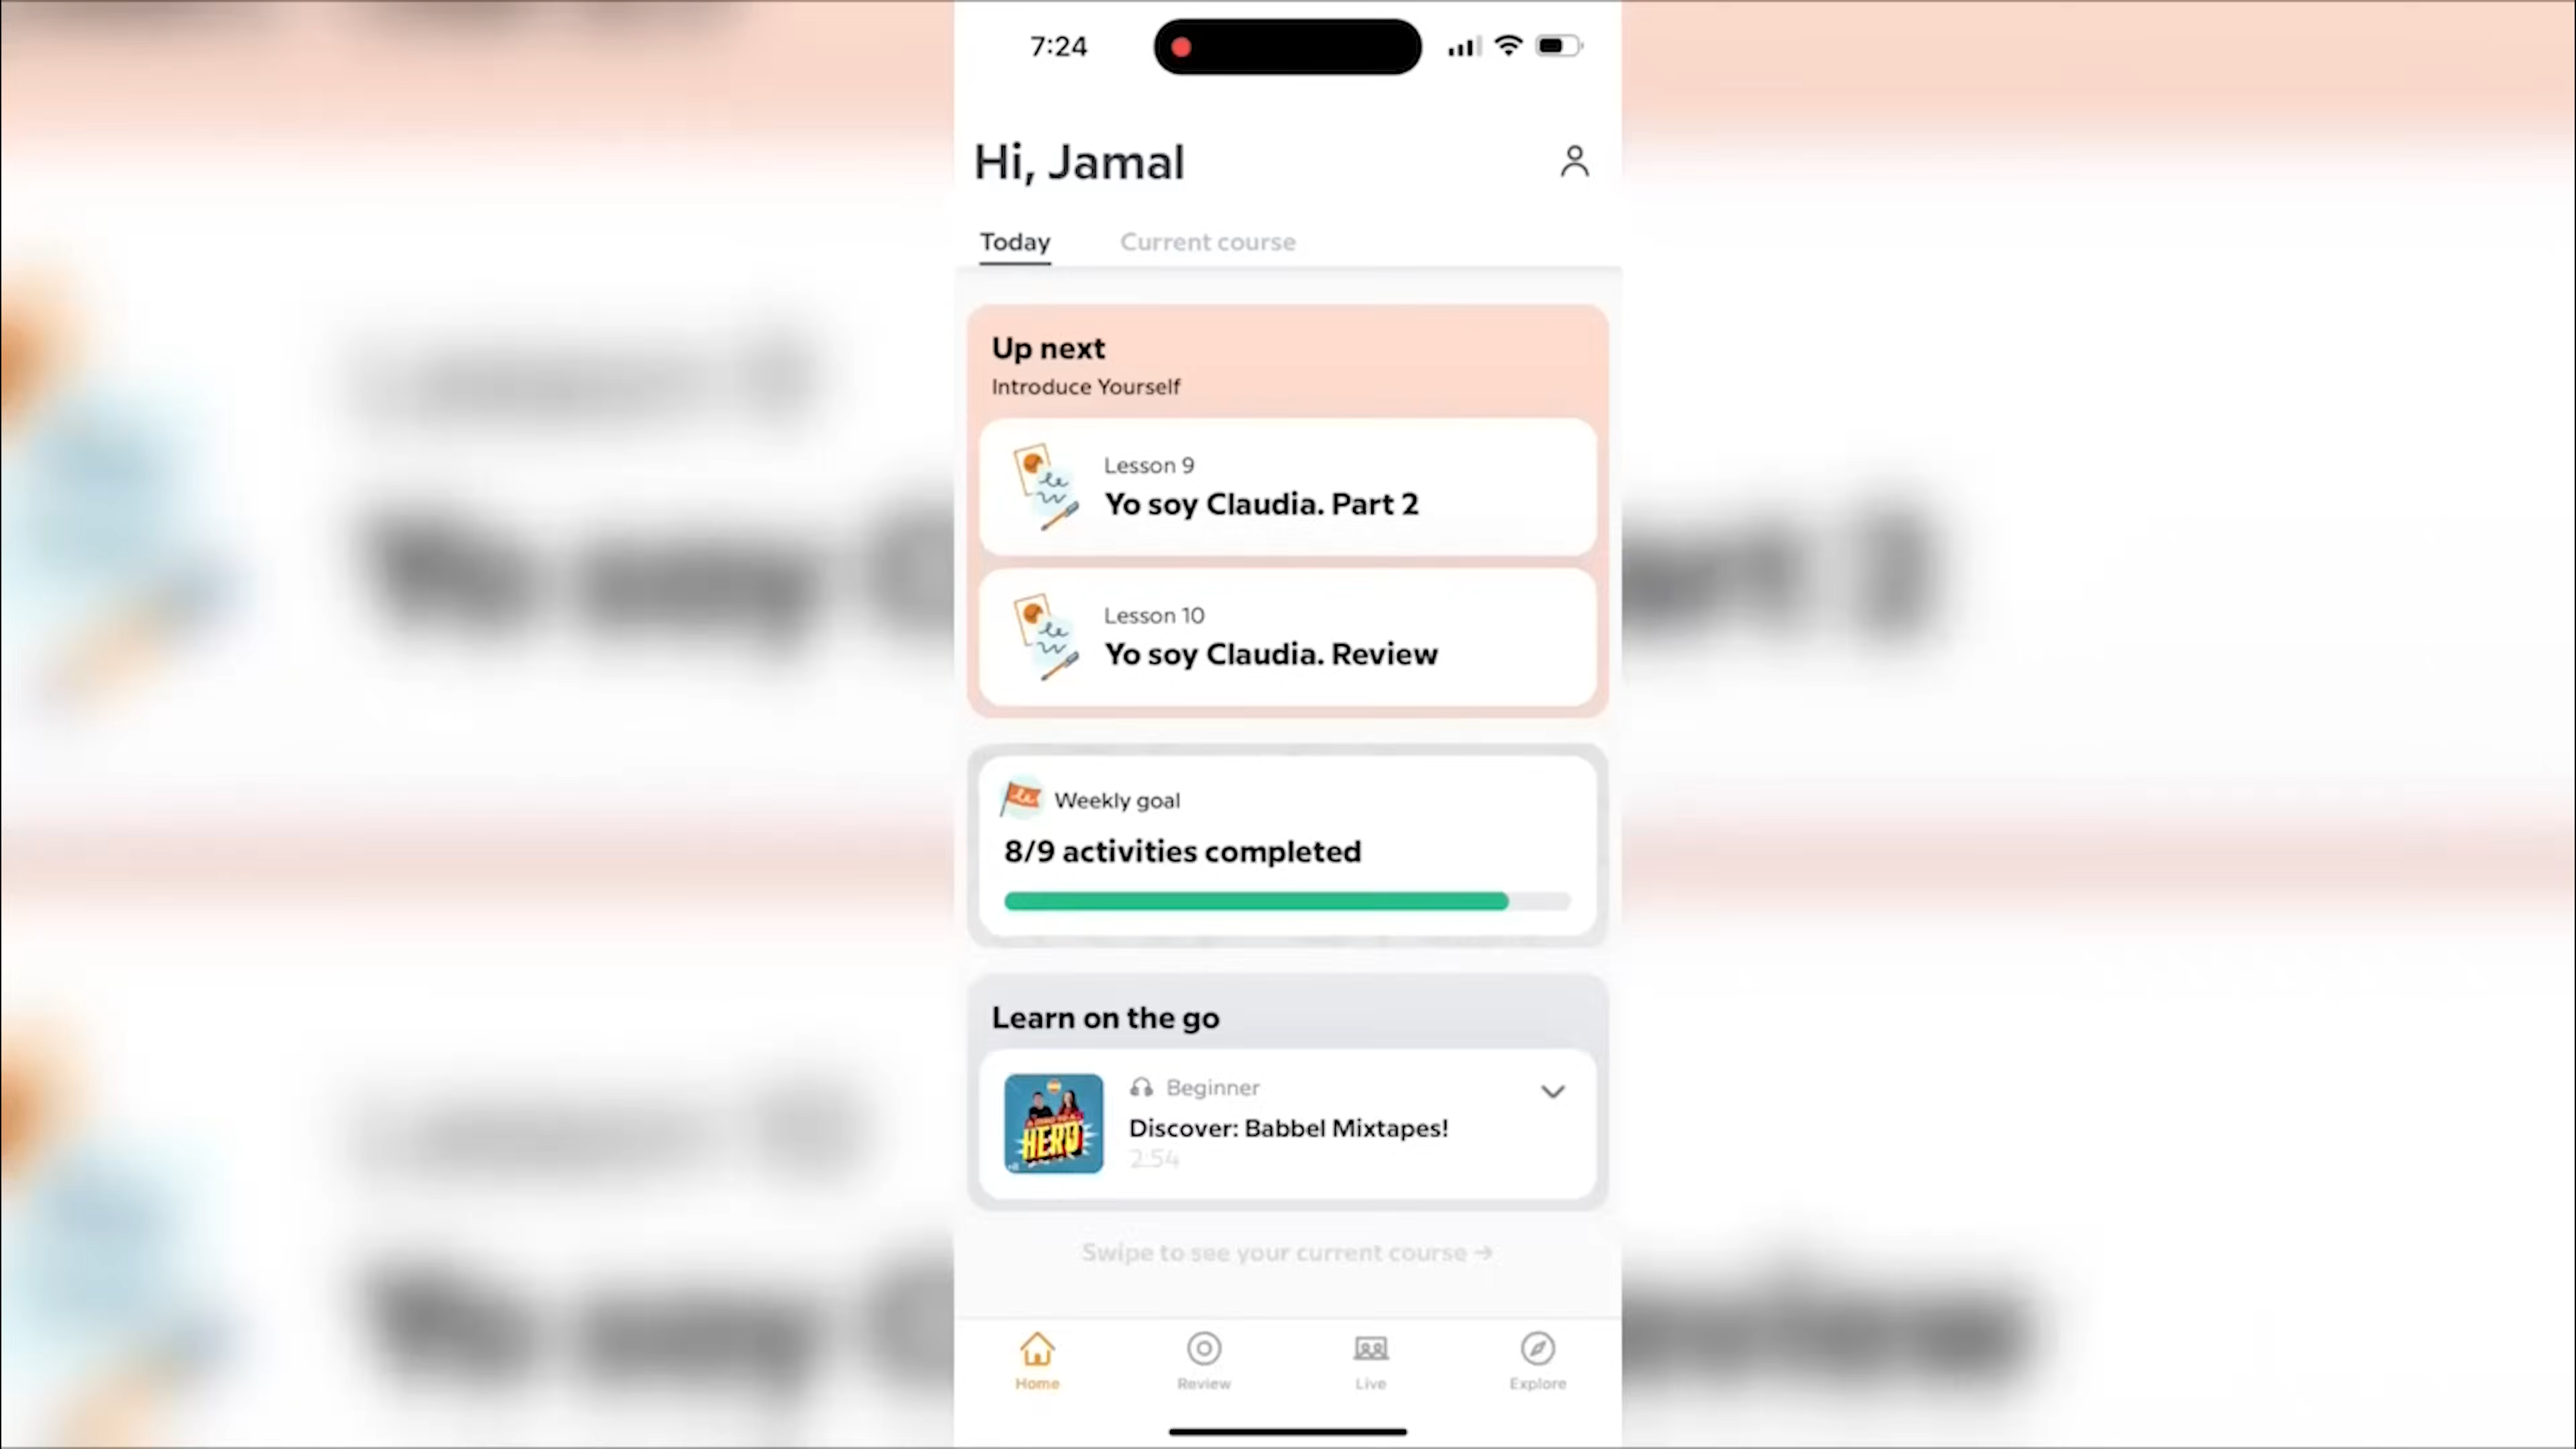 7:24
Hi, Jamal
Today
Current course
Up next
Introduce Yourself
Lesson 9
Yo soy Claudia. Part 2
Lesson 10
Yo soy Claudia. Review
Weekly goal
8/9 activities completed
Learn on the go
HERO
Beginner
Discover: Babbel Mixtapes!
2:54
Swipe to see your current course →
Home
Review
Live
Explore